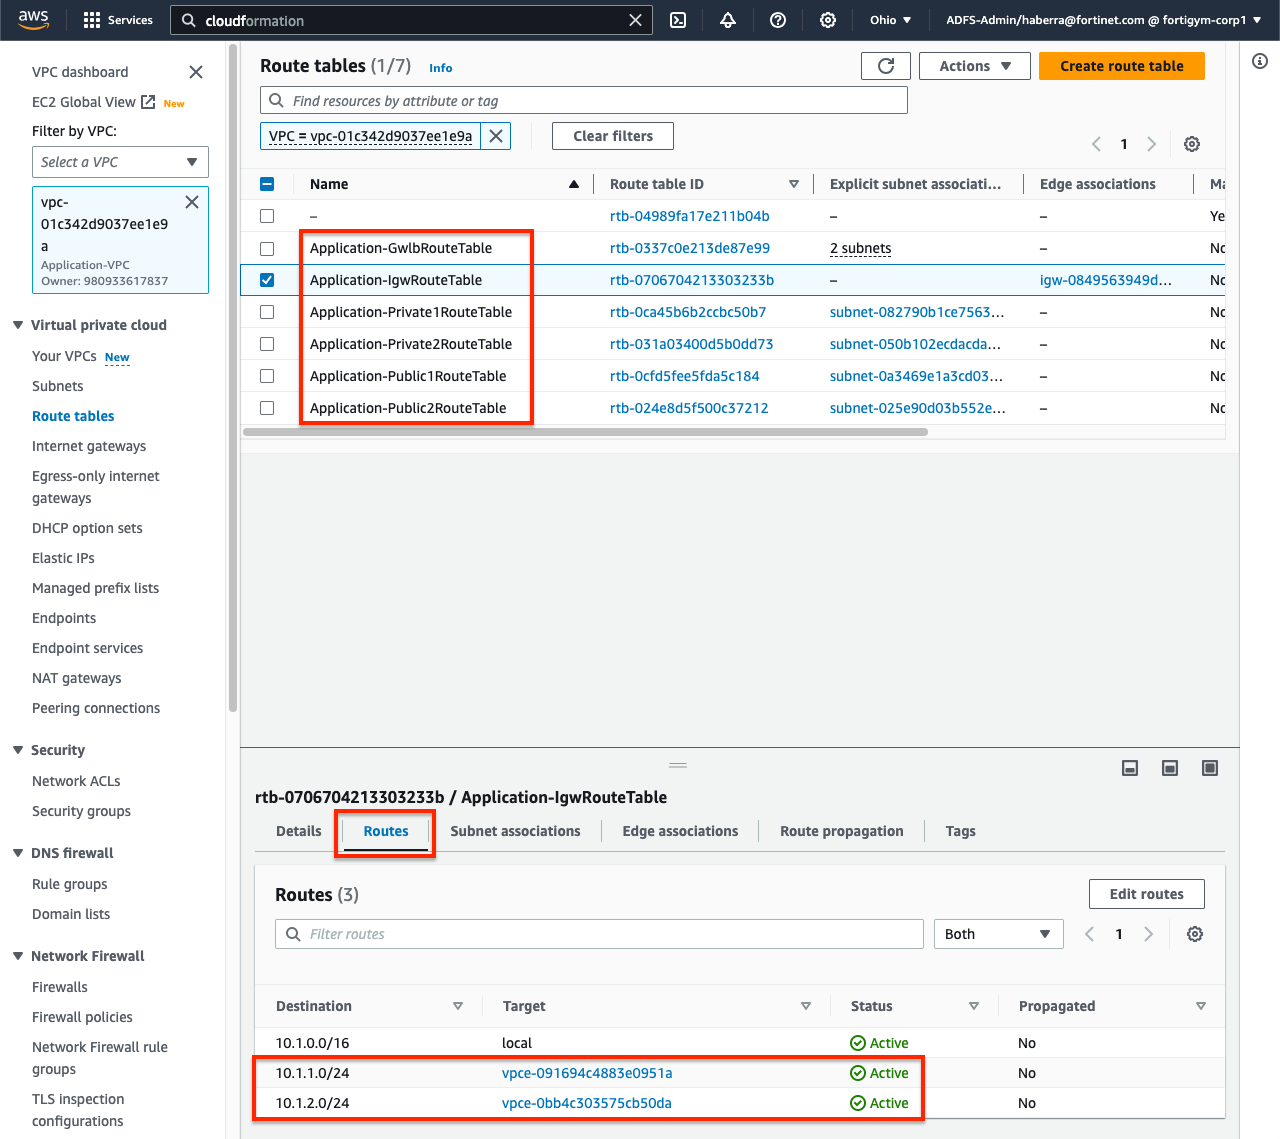 aws
Services
cloudformation
Ohio
ADFS-Admin/haberra@fortinet.com @ fortigym-corp1
VPC dashboard
EC2 Global View
New
Filter by VPC:
Select a VPC
vpc-
01c342d9037ee1e9
a
Application-VPC
Owner: 980933617837
Virtual private cloud
Your VPCs New
Subnets
Route tables
Internet gateways
Egress-only internet
gateways
DHCP option sets
Elastic IPs
Managed prefix lists
Endpoints
Endpoint services
NAT gateways
Peering connections
Security
Network ACLs
Security groups
DNS firewall
Rule groups
Domain lists
Network Firewall
Firewalls
Firewall policies
Network Firewall rule
groups
TLS inspection
configurations
Route tables (1/7) Info
Actions
Create route table
Find resources by attribute or tag
VPC = vpc-01c342d9037ee1e9a
Clear filters
1
Name Route table ID Explicit subnet associati... Edge associations Ma
– rtb-04989fa17e211b04b – – Ye
Application-GwlbRouteTable rtb-0337c0e213de87e99 2 subnets – No
Application-IgwRouteTable rtb-0706704213303233b – igw-0849563949d... No
Application-Private1RouteTable rtb-0ca45b6b2ccbc50b7 subnet-082790b1ce7563... – No
Application-Private2RouteTable rtb-031a03400d5b0dd73 subnet-050b102ecdacda... – No
Application-Public1RouteTable rtb-0cfd5fee5fda5c184 subnet-0a3469e1a3cd03... – No
Application-Public2RouteTable rtb-024e8d5f500c37212 subnet-025e90d03b552e... – No
rtb-0706704213303233b / Application-IgwRouteTable
Details Routes Subnet associations Edge associations Route propagation Tags
Routes (3)
Edit routes
Filter routes
Both
1
Destination Target Status Propagated
10.1.0.0/16 local Active No
10.1.1.0/24 vpce-091694c4883e0951a Active No
10.1.2.0/24 vpce-0bb4c303575cb50da Active No